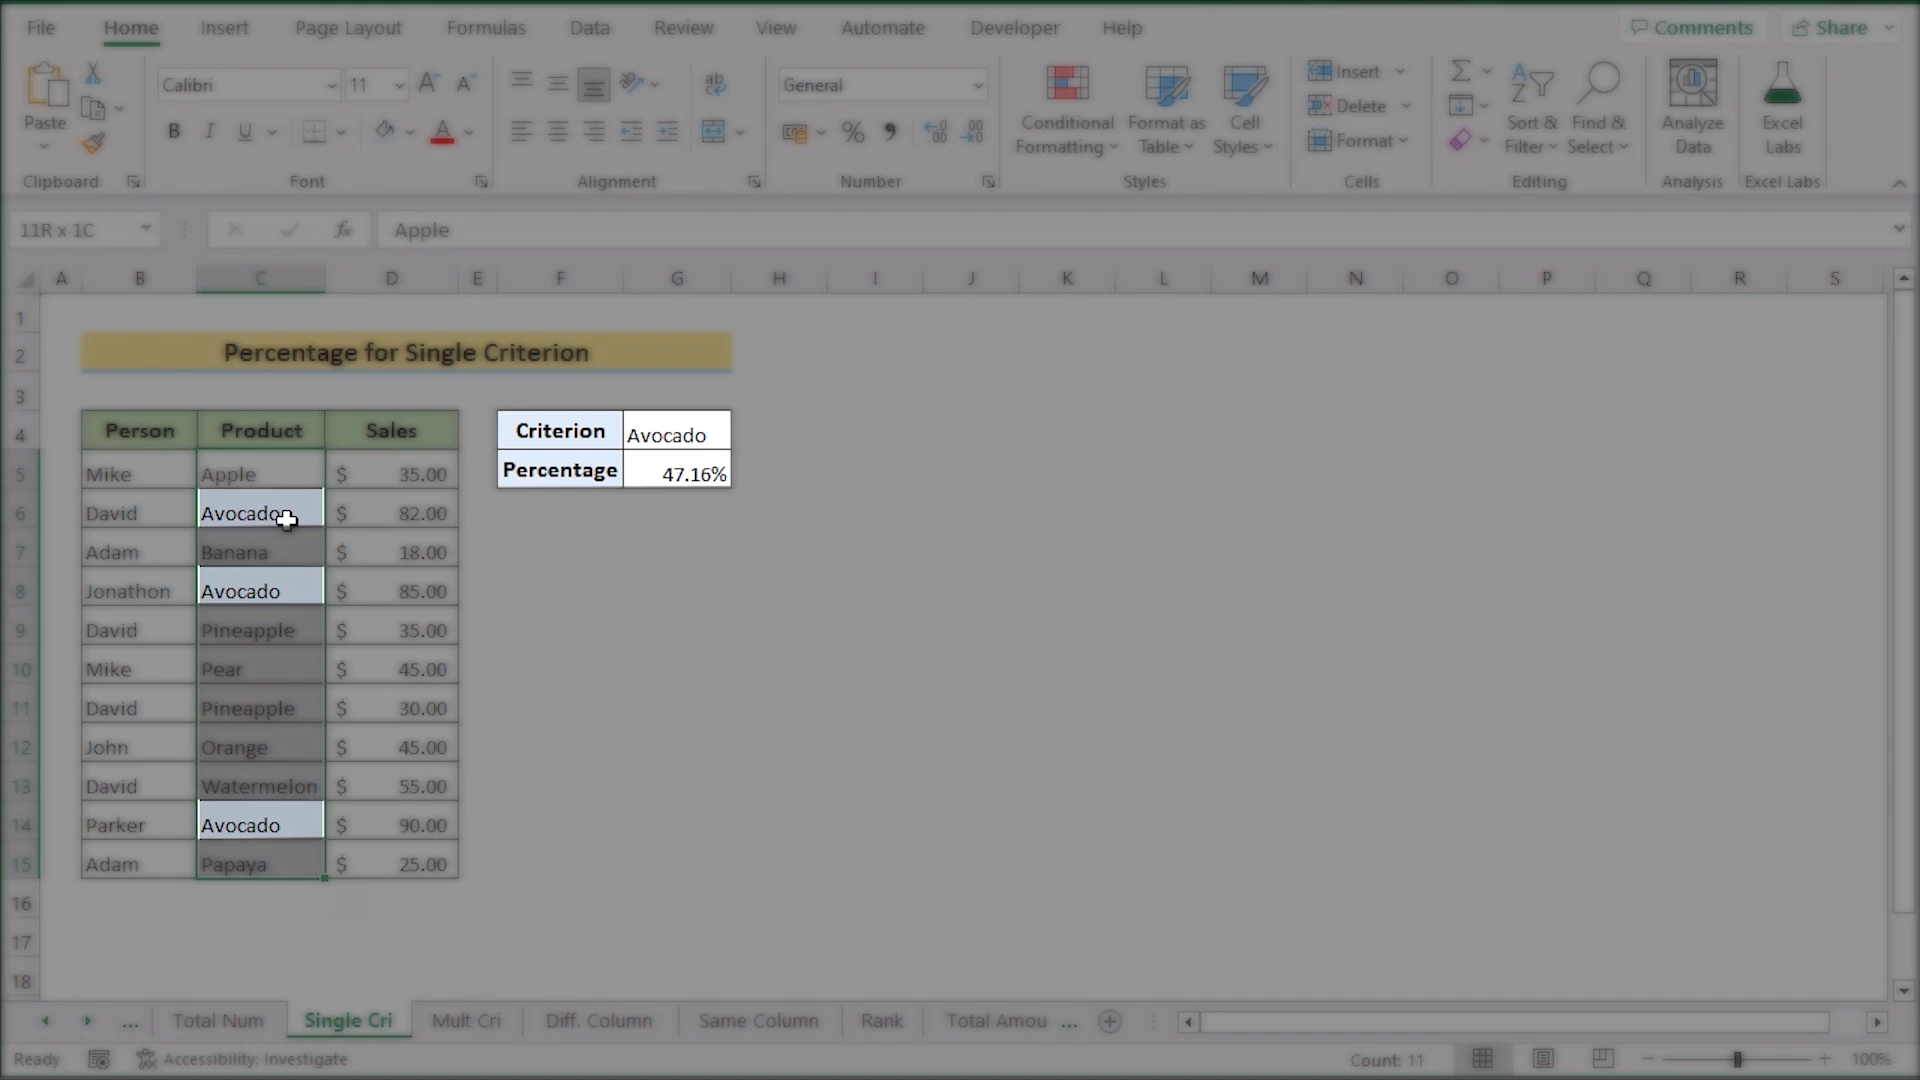 File Home Insert Page Layout Formulas Data Review View Automate Developer Help Comments Share
Calibri 11 General
Paste
Conditional Formatting
Format as Table
Cell Styles
Insert
Delete
Format
Sort & Filter
Find & Select
Analyze Data
Excel Labs
Clipboard Font Alignment Number Styles Cells Editing Analysis Excel Labs
11R x 1C fx Apple
A B C D E F G H I J K L M N O P Q R S
1
2 Percentage for Single Criterion
3
4 Person Product Sales Criterion Avocado
5 Mike Apple $ 35.00 Percentage 47.16%
6 David Avocado $ 82.00
7 Adam Banana $ 18.00
8 Jonathon Avocado $ 85.00
9 David Pineapple $ 35.00
10 Mike Pear $ 45.00
11 David Pineapple $ 30.00
12 John Orange $ 45.00
13 David Watermelon $ 55.00
14 Parker Avocado $ 90.00
15 Adam Papaya $ 25.00
16
17
18
... Total Num Single Cri Mult Cri Diff. Column Same Column Rank Total Amou ...
Ready Accessibility: Investigate Count: 11 100%